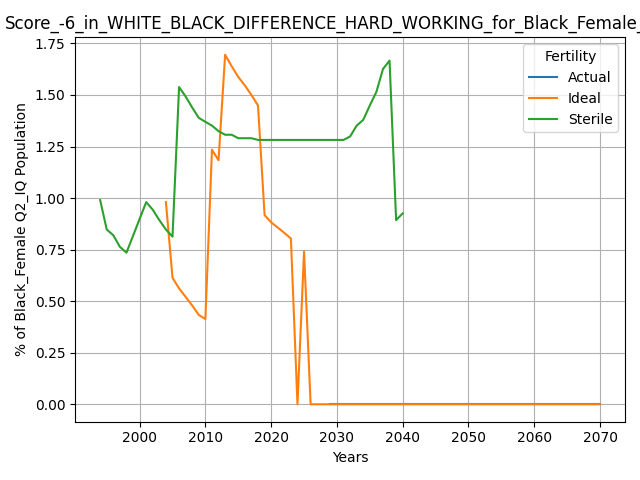 Score_-6_in_WHITE_BLACK_DIFFERENCE_HARD_WORKING_for_Black_Female_
Fertility
Actual
Ideal
Sterile
% of Black_Female Q2_IQ Population
1.75
1.50
1.25
1.00
0.75
0.50
0.25
0.00
2000 2010 2020 2030 2040 2050 2060 2070
Years